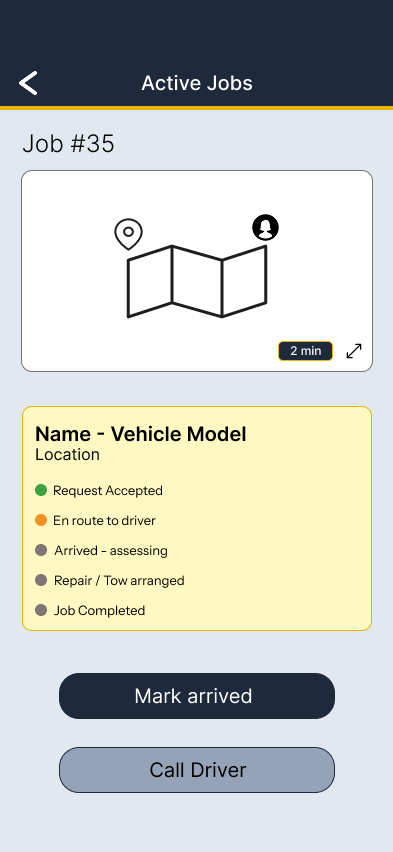 Active Jobs
Job #35
2 min
Name - Vehicle Model
Location
Request Accepted
En route to driver
Arrived - assessing
Repair / Tow arranged
Job Completed
Mark arrived
Call Driver